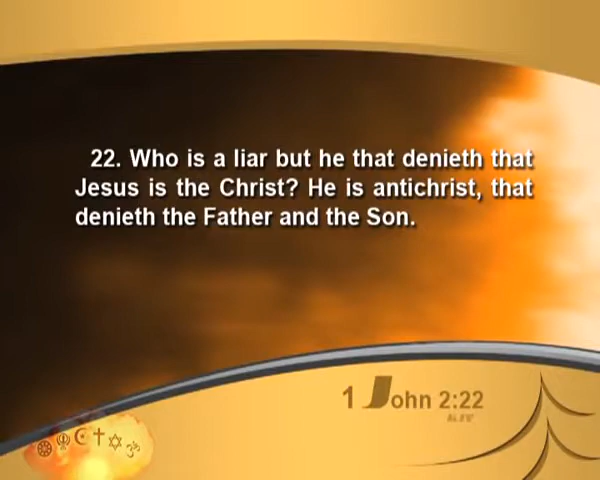 22. Who is a liar but he that denieth that
Jesus is the Christ? He is antichrist, that
denieth the Father and the Son.
1 John 2:22